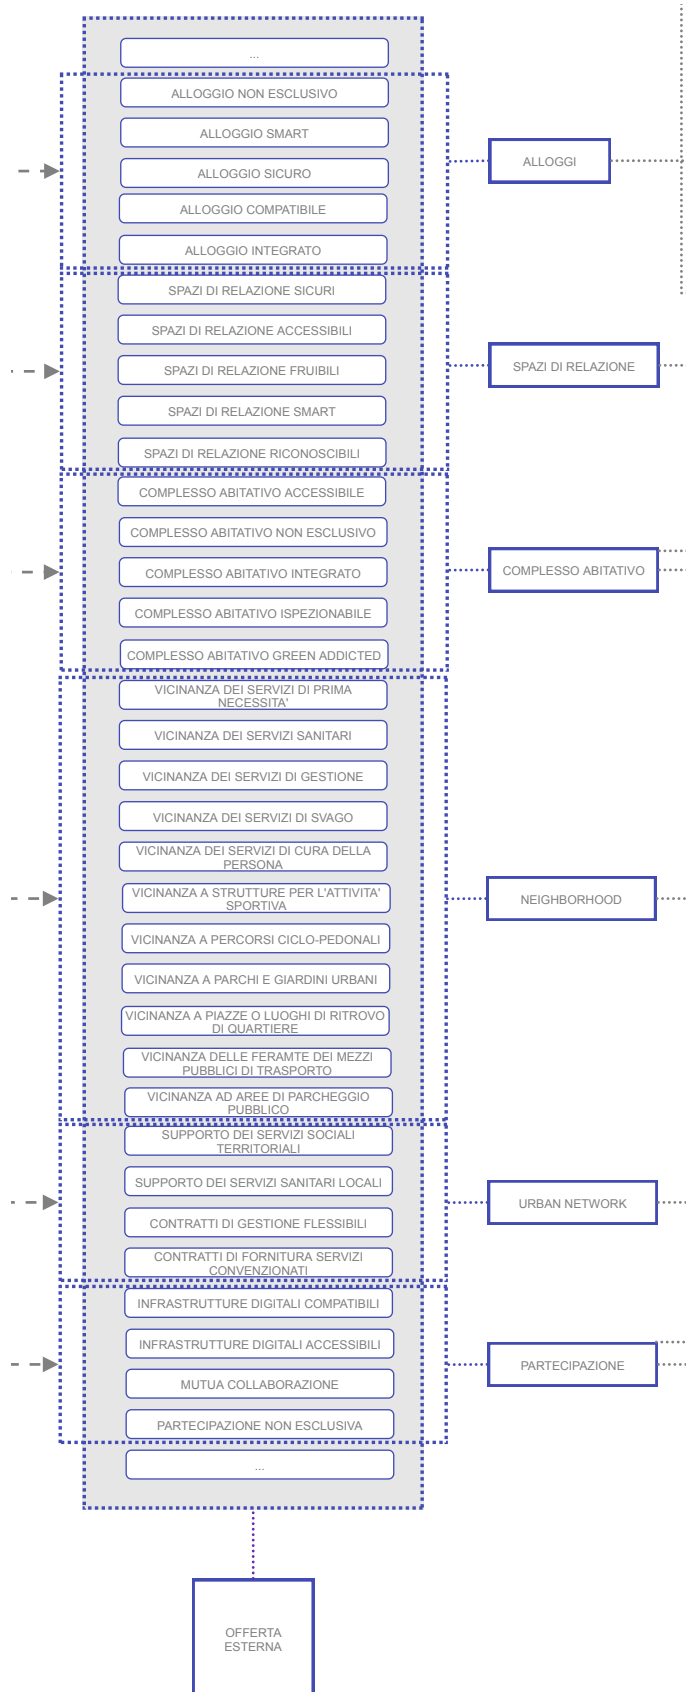 ...
ALLOGGIO NON ESCLUSIVO
ALLOGGIO SMART
ALLOGGIO SICURO
ALLOGGIO COMPATIBILE
ALLOGGIO INTEGRATO
ALLOGGI
SPAZI DI RELAZIONE SICURI
SPAZI DI RELAZIONE ACCESSIBILI
SPAZI DI RELAZIONE FRUIBILI
SPAZI DI RELAZIONE SMART
SPAZI DI RELAZIONE RICONOSCIBILI
SPAZI DI RELAZIONE
COMPLESSO ABITATIVO ACCESSIBILE
COMPLESSO ABITATIVO NON ESCLUSIVO
COMPLESSO ABITATIVO INTEGRATO
COMPLESSO ABITATIVO ISPEZIONABILE
COMPLESSO ABITATIVO GREEN ADDICTED
COMPLESSO ABITATIVO
VICINANZA DEI SERVIZI DI PRIMA
NECESSITA'
VICINANZA DEI SERVIZI SANITARI
VICINANZA DEI SERVIZI DI GESTIONE
VICINANZA DEI SERVIZI DI SVAGO
VICINANZA DEI SERVIZI DI CURA DELLA
PERSONA
VICINANZA A STRUTTURE PER L'ATTIVITA'
SPORTIVA
VICINANZA A PERCORSI CICLO-PEDONALI
VICINANZA A PARCHI E GIARDINI URBANI
VICINANZA A PIAZZE O LUOGHI DI RITROVO
DI QUARTIERE
VICINANZA DELLE FERAMTE DEI MEZZI
PUBBLICI DI TRASPORTO
VICINANZA AD AREE DI PARCHEGGIO
PUBBLICO
NEIGHBORHOOD
SUPPORTO DEI SERVIZI SOCIALI
TERRITORIALI
SUPPORTO DEI SERVIZI SANITARI LOCALI
CONTRATTI DI GESTIONE FLESSIBILI
CONTRATTI DI FORNITURA SERVIZI
CONVENZIONATI
URBAN NETWORK
INFRASTRUTTURE DIGITALI COMPATIBILI
INFRASTRUTTURE DIGITALI ACCESSIBILI
MUTUA COLLABORAZIONE
PARTECIPAZIONE NON ESCLUSIVA
PARTECIPAZIONE
...
OFFERTA
ESTERNA